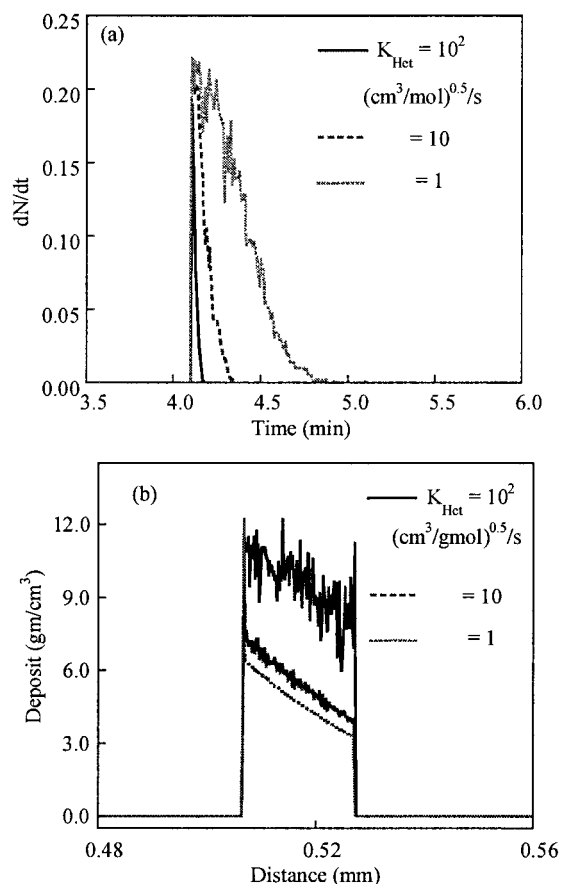 (a)
K_Het = 10^2
(cm^3/mol)^0.5/s
= 10
= 1
dN/dt
0.25
0.20
0.15
0.10
0.05
0.00
3.5 4.0 4.5 5.0 5.5 6.0
Time (min)
(b)
K_Het = 10^2
(cm^3/gmol)^0.5/s
= 10
= 1
Deposit (gm/cm^3)
12.0
9.0
6.0
3.0
0.0
0.48 0.52 0.56
Distance (mm)